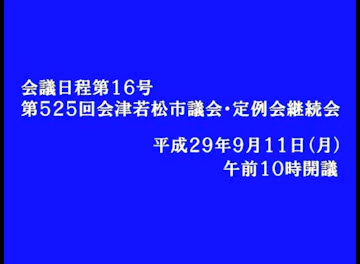 会議日程第16号
第525回会津若松市議会・定例会継続会
平成29年9月11日(月)
午前10時開議